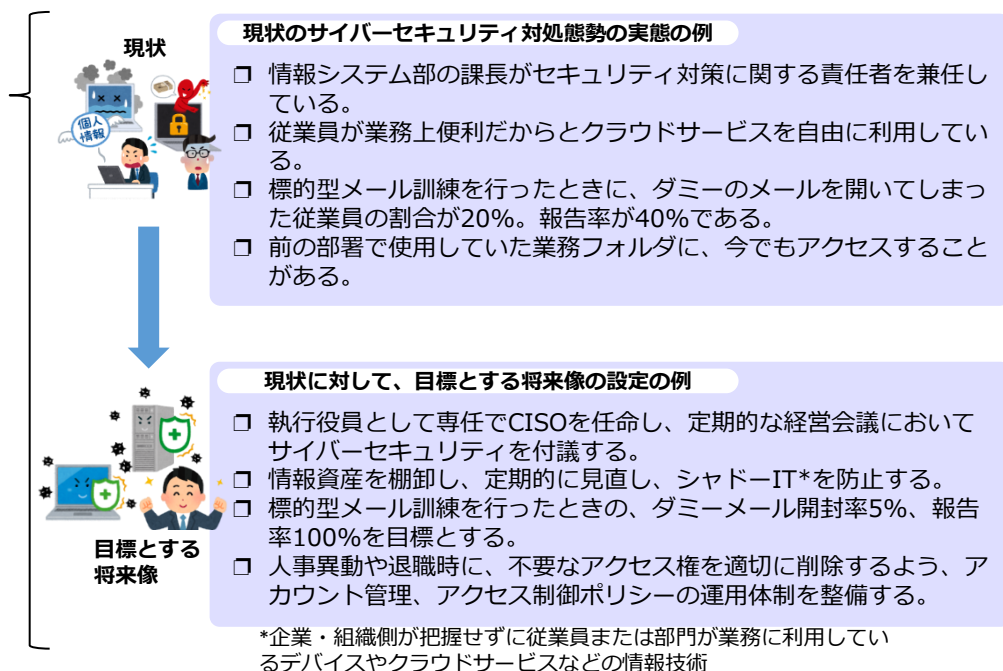 現状
個人
情報
現状のサイバーセキュリティ対処態勢の実態の例
❐ 情報システム部の課長がセキュリティ対策に関する責任者を兼任し
ている。
❐ 従業員が業務上便利だからとクラウドサービスを自由に利用してい
る。
❐ 標的型メール訓練を行ったときに、ダミーのメールを開いてしまっ
た従業員の割合が20%。報告率が40%である。
❐ 前の部署で使用していた業務フォルダに、今でもアクセスすること
がある。
現状に対して、目標とする将来像の設定の例
❐ 執行役員として専任でCISOを任命し、定期的な経営会議において
サイバーセキュリティを付議する。
❐ 情報資産を棚卸し、定期的に見直し、シャドーIT*を防止する。
❐ 標的型メール訓練を行ったときの、ダミーメール開封率5%、報告
率100%を目標とする。
❐ 人事異動や退職時に、不要なアクセス権を適切に削除するよう、ア
カウント管理、アクセス制御ポリシーの運用体制を整備する。
目標とする
将来像
*企業・組織側が把握せずに従業員または部門が業務に利用してい
るデバイスやクラウドサービスなどの情報技術